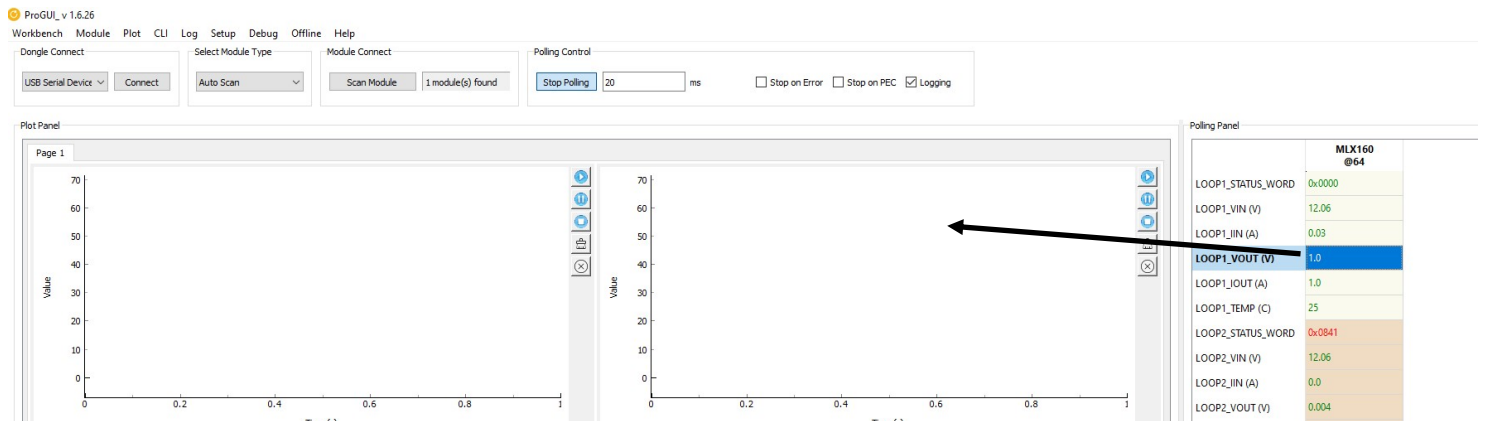 ProGUI_ v 1.6.26
Workbench Module Plot CLI Log Setup Debug Offline Help
Dongle Connect Select Module Type Module Connect Polling Control
USB Serial Device Connect Auto Scan Scan Module 1 module(s) found Stop Polling 20 ms Stop on Error Stop on PEC Logging
Plot Panel Polling Panel
Page 1
MLX160
@64
70
60
50
40
30
20
10
0
Value
0 0.2 0.4 0.6 0.8 1
70
60
50
40
30
20
10
0
Value
0 0.2 0.4 0.6 0.8 1
LOOP1_STATUS_WORD 0x0000
LOOP1_VIN (V) 12.06
LOOP1_IIN (A) 0.03
LOOP1_VOUT (V) 1.0
LOOP1_IOUT (A) 1.0
LOOP1_TEMP (C) 25
LOOP2_STATUS_WORD 0x0841
LOOP2_VIN (V) 12.06
LOOP2_IIN (A) 0.0
LOOP2_VOUT (V) 0.004